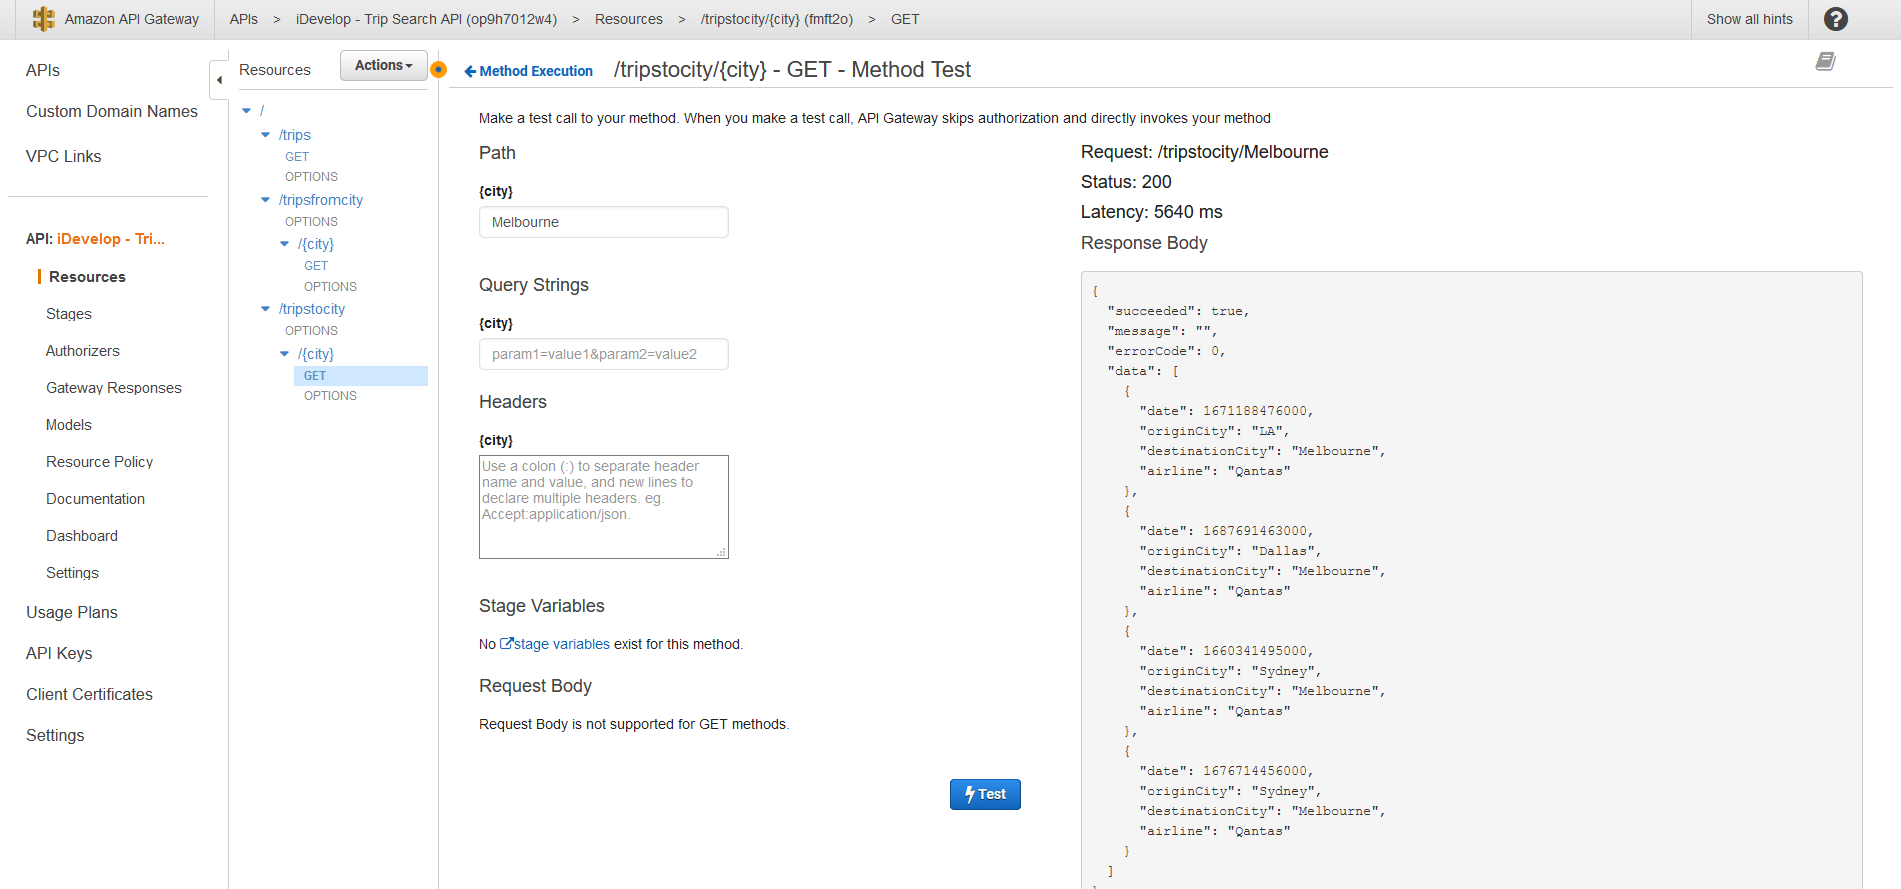 Amazon API Gateway
APIs > iDevelop - Trip Search API (op9h7012w4) > Resources > /tripstocity/{city} (fmft2o) > GET
Show all hints
?
APIs
Custom Domain Names
VPC Links
API: iDevelop - Tri...
Resources
Stages
Authorizers
Gateway Responses
Models
Resource Policy
Documentation
Dashboard
Settings
Usage Plans
API Keys
Client Certificates
Settings
Resources
Actions
/
/trips
GET
OPTIONS
/tripsfromcity
OPTIONS
/{city}
GET
OPTIONS
/tripstocity
OPTIONS
/{city}
GET
OPTIONS
Method Execution /tripstocity/{city} - GET - Method Test
Make a test call to your method. When you make a test call, API Gateway skips authorization and directly invokes your method
Path
{city}
Melbourne
Query Strings
{city}
param1=value1&param2=value2
Headers
{city}
Use a colon (:) to separate header
name and value, and new lines to
declare multiple headers. eg.
Accept:application/json.
Stage Variables
No stage variables exist for this method.
Request Body
Request Body is not supported for GET methods.
Test
Request: /tripstocity/Melbourne
Status: 200
Latency: 5640 ms
Response Body
{
"succeeded": true,
"message": "",
"errorCode": 0,
"data": [
{
"date": 1671188476000,
"originCity": "LA",
"destinationCity": "Melbourne",
"airline": "Qantas"
},
{
"date": 1687691463000,
"originCity": "Dallas",
"destinationCity": "Melbourne",
"airline": "Qantas"
},
{
"date": 1660341495000,
"originCity": "Sydney",
"destinationCity": "Melbourne",
"airline": "Qantas"
},
{
"date": 1676714456000,
"originCity": "Sydney",
"destinationCity": "Melbourne",
"airline": "Qantas"
}
]